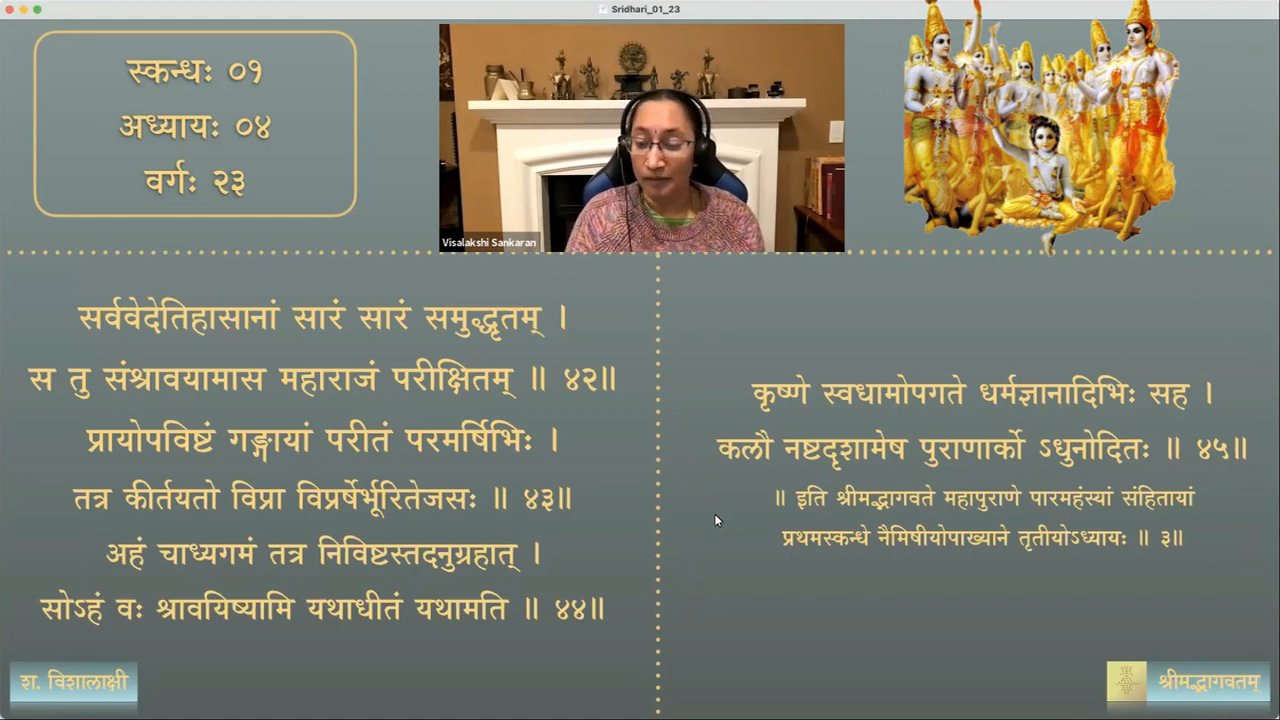 Sridhari_01_23
स्कन्धः ०१
अध्यायः ०४
वर्गः २३
Visalakshi Sankaran
सर्ववेदेतिहासानां सारं सारं समुद्धृतम् ।
स तु संश्रावयामास महाराजं परीक्षितम् ॥ ४२॥
प्रायोपविष्टं गङ्गायां परीतं परमर्षिभिः ।
तत्र कीर्तयतो विप्रा विप्रर्षेर्भूरितेजसः ॥ ४३॥
अहं चाध्यगमं तत्र निविष्टस्तदनुग्रहात् ।
सोऽहं वः श्रावयिष्यामि यथाधीतं यथामति ॥ ४४॥
कृष्णे स्वधामोपगते धर्मज्ञानादिभिः सह ।
कलौ नष्टदृशामेष पुराणार्को ऽधुनोदितः ॥ ४५॥
॥ इति श्रीमद्भागवते महापुराणे पारमहंस्यां संहितायां
प्रथमस्कन्धे नैमिषीयोपाख्याने तृतीयोऽध्यायः ॥ ३॥
श. विशालाक्षी
श्रीमद्भागवतम्